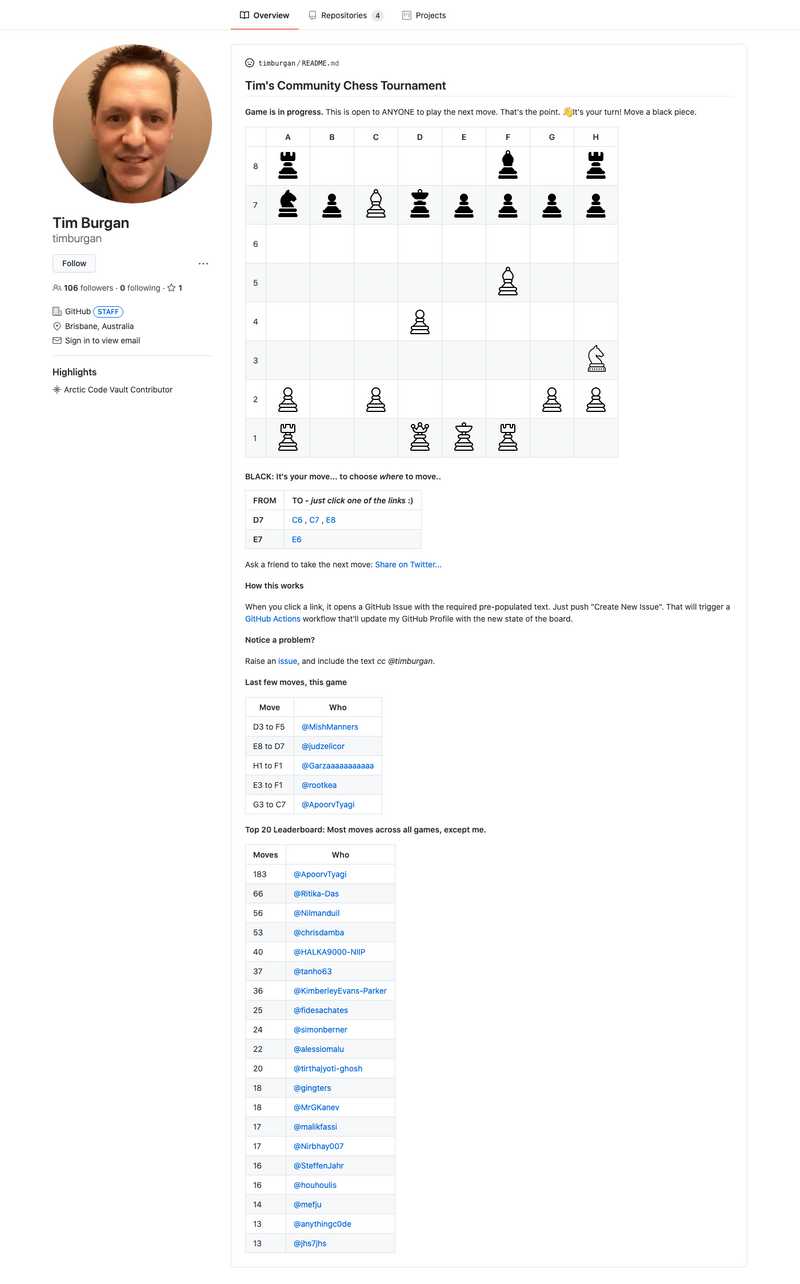 Overview Repositories 4 Projects
timburgan/README.md
Tim's Community Chess Tournament
Game is in progress. This is open to ANYONE to play the next move. That's the point. 👋It's your turn! Move a black piece.
A B C D E F G H
8
7
6
5
4
3
2
1
Tim Burgan
timburgan
Follow ...
106 followers · 0 following · 1
GitHub STAFF
Brisbane, Australia
Sign in to view email
Highlights
Arctic Code Vault Contributor
BLACK: It's your move... to choose where to move..
FROM TO - just click one of the links :)
D7 C6 , C7 , E8
E7 E6
Ask a friend to take the next move: Share on Twitter...
How this works
When you click a link, it opens a GitHub Issue with the required pre-populated text. Just push "Create New Issue". That will trigger a
GitHub Actions workflow that'll update my GitHub Profile with the new state of the board.
Notice a problem?
Raise an issue, and include the text cc @timburgan.
Last few moves, this game
Move Who
D3 to F5 @MishManners
E8 to D7 @judzelicor
H1 to F1 @Garzaaaaaaaaaaa
E3 to F1 @rootkea
G3 to C7 @ApoorvTyagi
Top 20 Leaderboard: Most moves across all games, except me.
Moves Who
183 @ApoorvTyagi
66 @Ritika-Das
56 @Nilmanduil
53 @chrisdamba
40 @HALKA9000-NIIP
37 @tanho63
36 @KimberleyEvans-Parker
25 @fidesachates
24 @simonberner
22 @alessiomalu
20 @tirthajyoti-ghosh
18 @gingters
18 @MrGKanev
17 @malikfassi
17 @Nirbhay007
16 @SteffenJahr
16 @houhoulis
14 @mefju
13 @anythingc0de
13 @jhs7jhs